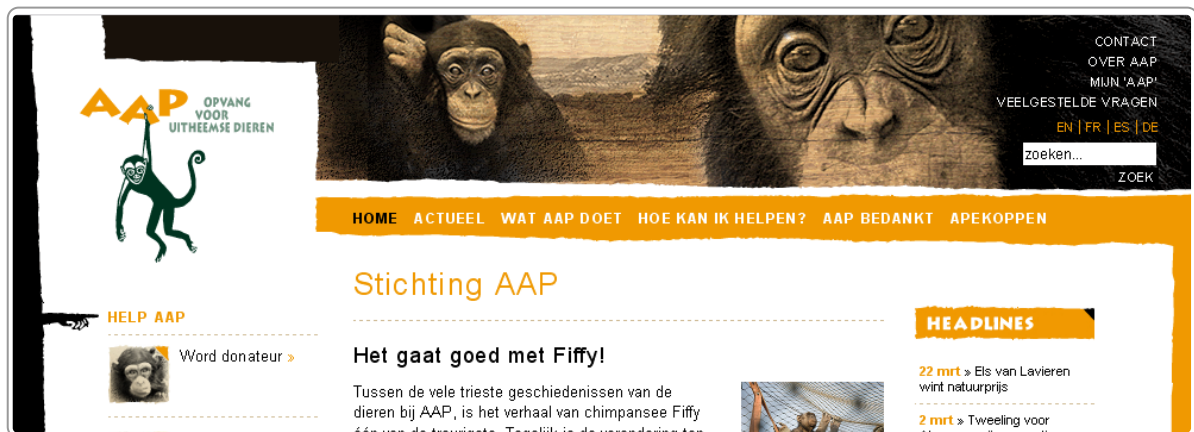 CONTACT
OVER AAP
MIJN 'AAP'
VEELGESTELDE VRAGEN
EN | FR | ES | DE
zoeken...
ZOEK
AAP OPVANG
VOOR
UITHEEMSE DIEREN
HOME ACTUEEL WAT AAP DOET HOE KAN IK HELPEN? AAP BEDANKT APEKOPPEN
HELP AAP
Word donateur »
Stichting AAP
Het gaat goed met Fiffy!
Tussen de vele trieste geschiedenissen van de
dieren bij AAP, is het verhaal van chimpansee Fiffy
HEADLINES
22 mrt » Els van Lavieren
wint natuurprijs
2 mrt » Tweeling voor